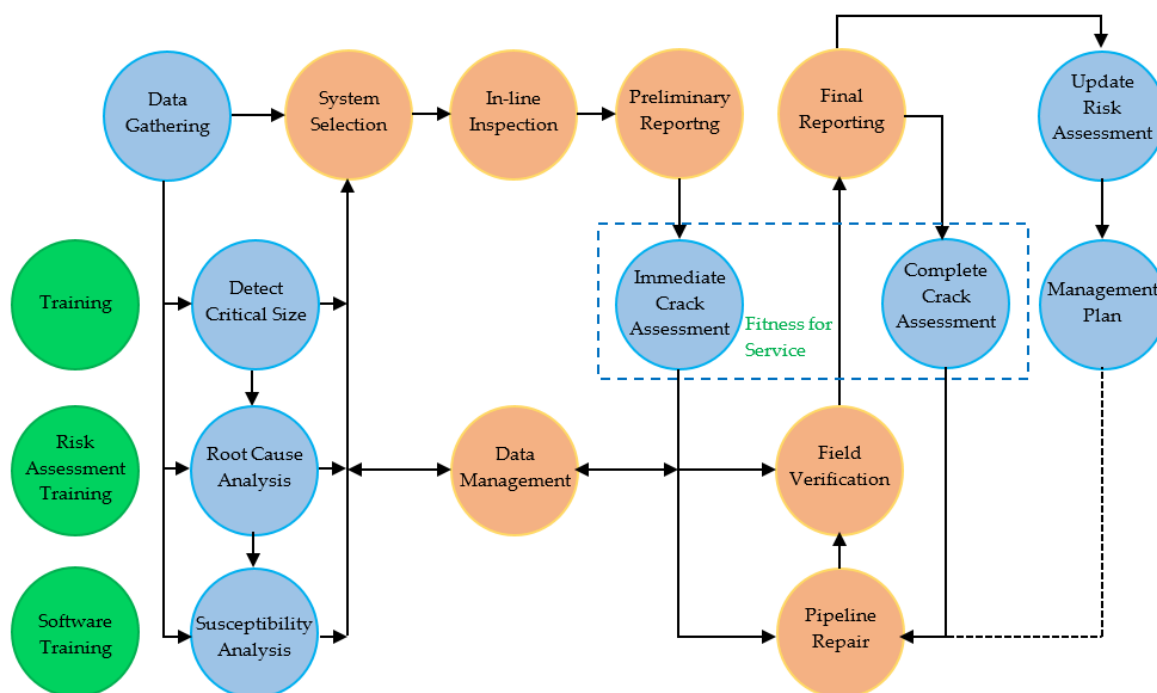 Data
Gathering
System
Selection
In-line
Inspection
Preliminary
Reportng
Final
Reporting
Update
Risk
Assessment
Training
Detect
Critical Size
Immediate
Crack
Assessment
Fitness for
Service
Complete
Crack
Assessment
Management
Plan
Risk
Assessment
Training
Root Cause
Analysis
Data
Management
Field
Verification
Software
Training
Susceptibility
Analysis
Pipeline
Repair